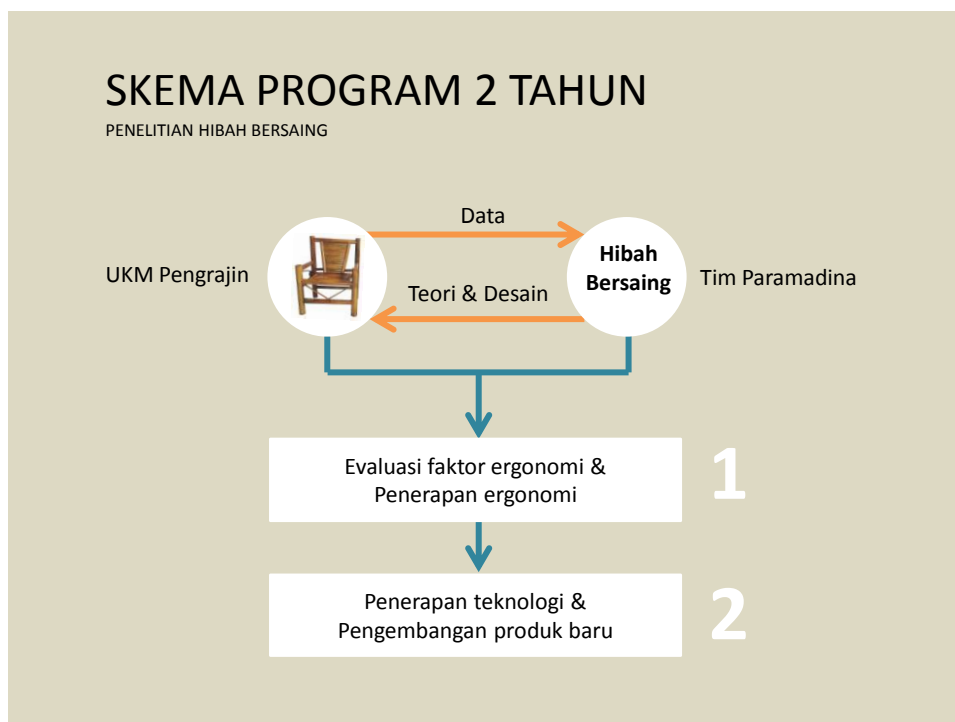 SKEMA PROGRAM 2 TAHUN
PENELITIAN HIBAH BERSAING
Data
UKM Pengrajin
Hibah
Bersaing
Tim Paramadina
Teori & Desain
Evaluasi faktor ergonomi &
Penerapan ergonomi
1
Penerapan teknologi &
Pengembangan produk baru
2